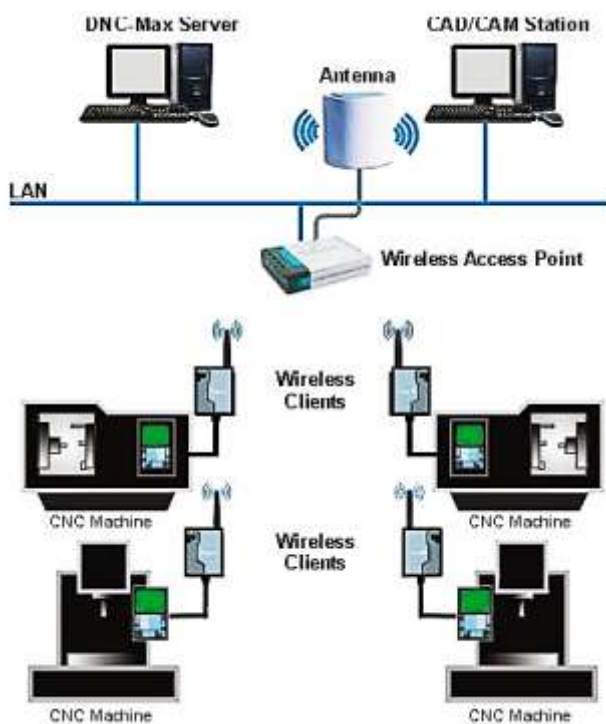 DNC-Max Server
CAD/CAM Station
Antenna
LAN
Wireless Access Point
Wireless
Clients
CNC Machine
CNC Machine
Wireless
Clients
CNC Machine
CNC Machine